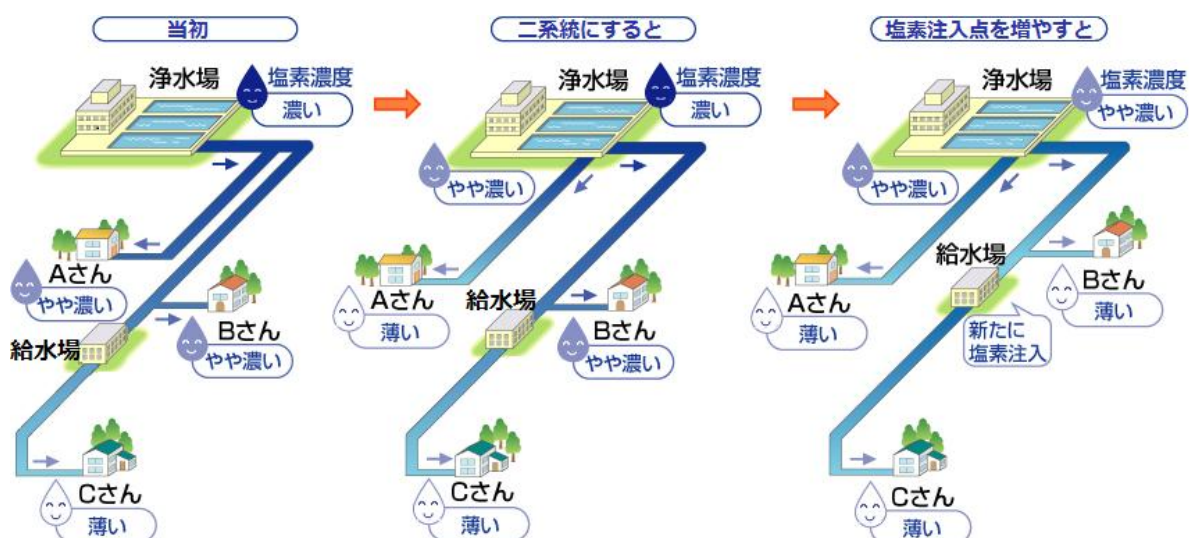 当初
浄水場
塩素濃度
濃い
Aさん
やや濃い
Bさん
やや濃い
給水場
Cさん
薄い
二系統にすると
浄水場
塩素濃度
濃い
やや濃い
Aさん
薄い
給水場
Bさん
やや濃い
Cさん
薄い
塩素注入点を増やすと
浄水場
塩素濃度
やや濃い
やや濃い
給水場
Aさん
薄い
Bさん
薄い
新たに
塩素注入
Cさん
薄い